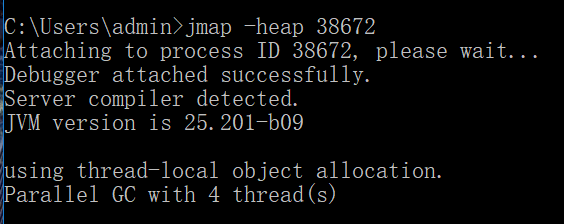 C:\Users\admin>jmap -heap 38672
Attaching to process ID 38672, please wait...
Debugger attached successfully.
Server compiler detected.
JVM version is 25.201-b09
using thread-local object allocation.
Parallel GC with 4 thread(s)